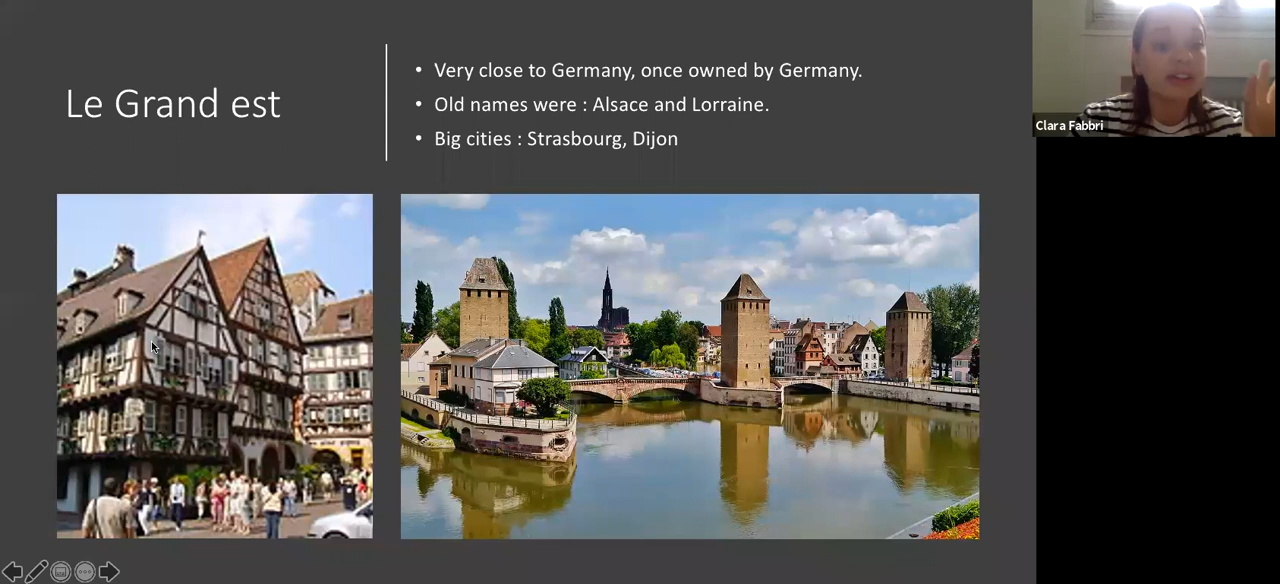 Le Grand est
• Very close to Germany, once owned by Germany.
• Old names were : Alsace and Lorraine.
• Big cities : Strasbourg, Dijon
Clara Fabbri